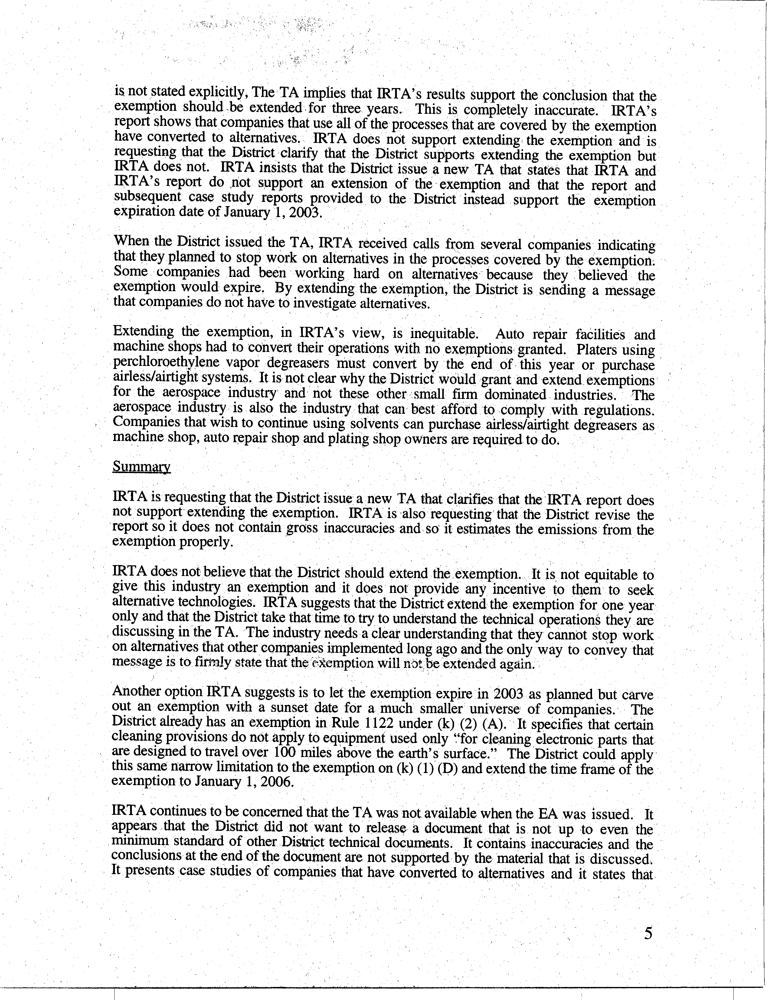 is not stated explicitly, The TA implies that IRTA's results support the conclusion that the
exemption should be extended for three years. This is completely inaccurate. IRTA's
report shows that companies that use all of the processes that are covered by the exemption
have converted to alternatives. IRTA does not support extending the exemption and is
requesting that the District clarify that the District supports extending the exemption but
IRTA does not. IRTA insists that the District issue a new TA that states that IRTA and
IRTA's report do not support an extension of the exemption and that the report and
subsequent case study reports provided to the District instead support the exemption
expiration date of January 1, 2003.
When the District issued the TA, IRTA received calls from several companies indicating
that they planned to stop work on alternatives in the processes covered by the exemption.
Some companies had been working hard on alternatives because they believed the
exemption would expire. By extending the exemption, the District is sending a message
that companies do not have to investigate alternatives.
Extending the exemption, in IRTA's view, is inequitable. Auto repair facilities and
machine shops had to convert their operations with no exemptions granted. Platers using
perchloroethylene vapor degreasers must convert by the end of this year or purchase
airless/airtight systems. It is not clear why the District would grant and extend exemptions
for the aerospace industry and not these other small firm dominated industries. The
aerospace industry is also the industry that can best afford to comply with regulations.
Companies that wish to continue using solvents can purchase airless/airtight degreasers as
machine shop, auto repair shop and plating shop owners are required to do.
Summary
IRTA is requesting that the District issue a new TA that clarifies that the IRTA report does
not support extending the exemption. IRTA is also requesting that the District revise the
report so it does not contain gross inaccuracies and so it estimates the emissions from the
exemption properly.
IRTA does not believe that the District should extend the exemption. It is not equitable to
give this industry an exemption and it does not provide any incentive to them to seek
alternative technologies. IRTA suggests that the District extend the exemption for one year
only and that the District take that time to try to understand the technical operations they are
discussing in the TA. The industry needs a clear understanding that they cannot stop work
on alternatives that other companies implemented long ago and the only way to convey that
message is to firmly state that the exemption will not be extended again.
Another option IRTA suggests is to let the exemption expire in 2003 as planned but carve
out an exemption with a sunset date for a much smaller universe of companies. The
District already has an exemption in Rule 1122 under (k) (2) (A). It specifies that certain
cleaning provisions do not apply to equipment used only "for cleaning electronic parts that
are designed to travel over 100 miles above the earth's surface." The District could apply
this same narrow limitation to the exemption on (k) (1) (D) and extend the time frame of the
exemption to January 1, 2006.
IRTA continues to be concerned that the TA was not available when the EA was issued. It
appears that the District did not want to release a document that is not up to even the
minimum standard of other District technical documents. It contains inaccuracies and the
conclusions at the end of the document are not supported by the material that is discussed.
It presents case studies of companies that have converted to alternatives and it states that
5